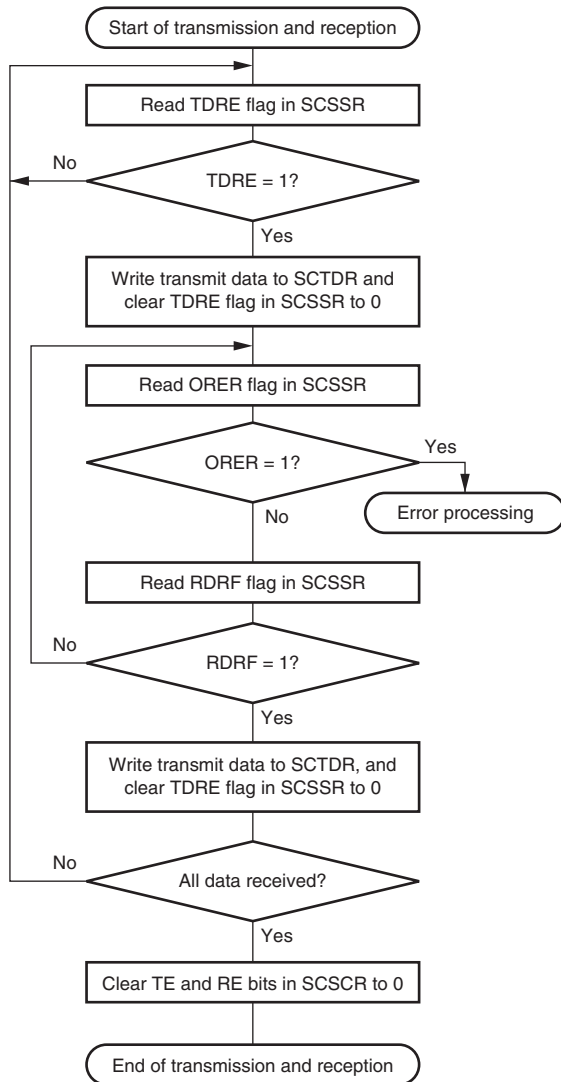 Start of transmission and reception
Read TDRE flag in SCSSR
No
TDRE = 1?
Yes
Write transmit data to SCTDR and
clear TDRE flag in SCSSR to 0
Read ORER flag in SCSSR
Yes
ORER = 1?
Error processing
No
Read RDRF flag in SCSSR
No
RDRF = 1?
Yes
Write transmit data to SCTDR, and
clear TDRE flag in SCSSR to 0
No
All data received?
Yes
Clear TE and RE bits in SCSCR to 0
End of transmission and reception